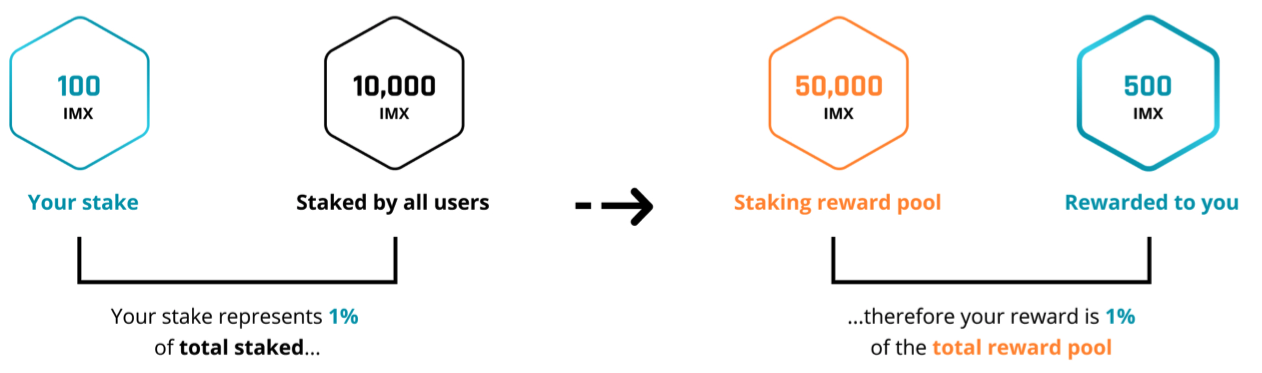 100
IMX
Your stake
10,000
IMX
Staked by all users
Your stake represents 1%
of total staked...
50,000
IMX
Staking reward pool
500
IMX
Rewarded to you
...therefore your reward is 1%
of the total reward pool